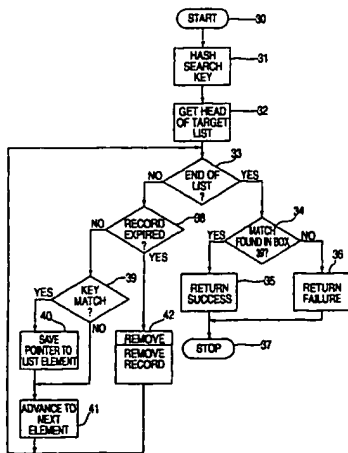 START
30
HASH
SEARCH
KEY
31
GET HEAD
OF TARGET
LIST
32
33
END OF
LIST
?
NO
YES
34
MATCH
FOUND IN BOX
39?
YES
NO
36
RETURN
SUCCESS
35
RETURN
FAILURE
STOP
37
NO
RECORD
EXPIRED
?
38
YES
39
YES
KEY
MATCH
?
NO
40
SAVE
POINTER TO
LIST ELEMENT
42
REMOVE
REMOVE
RECORD
ADVANCE TO
NEXT
ELEMENT
41